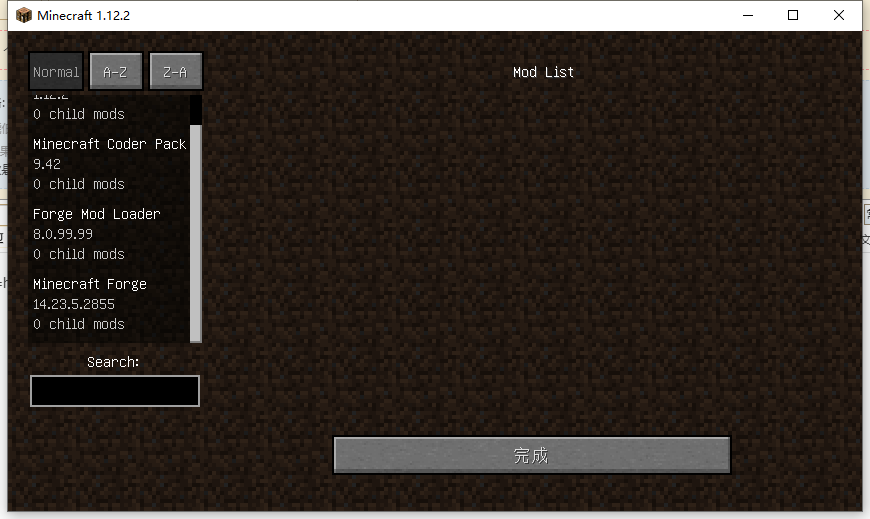 Minecraft 1.12.2
Normal
A-Z
Z-A
Mod List
1.12.2
0 child mods
Minecraft Coder Pack
9.42
0 child mods
Forge Mod Loader
8.0.99.99
0 child mods
Minecraft Forge
14.23.5.2855
0 child mods
Search:
完成